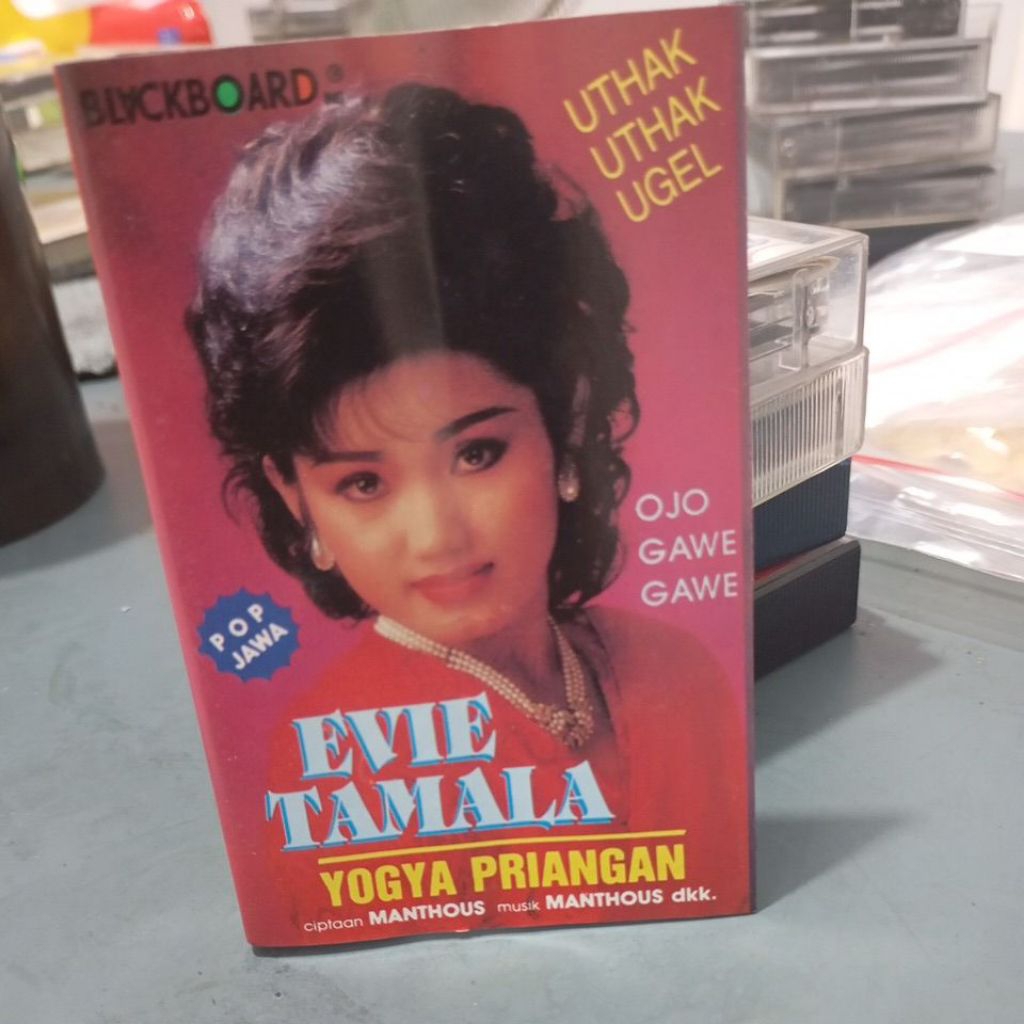 BLACKBOARD ®
UTHAK
UTHAK
UGEL
OJO
GAWE
GAWE
POP
JAWA
EVIE
TAMALA
YOGYA PRIANGAN
ciptaan MANTHOUS musik MANTHOUS dkk.